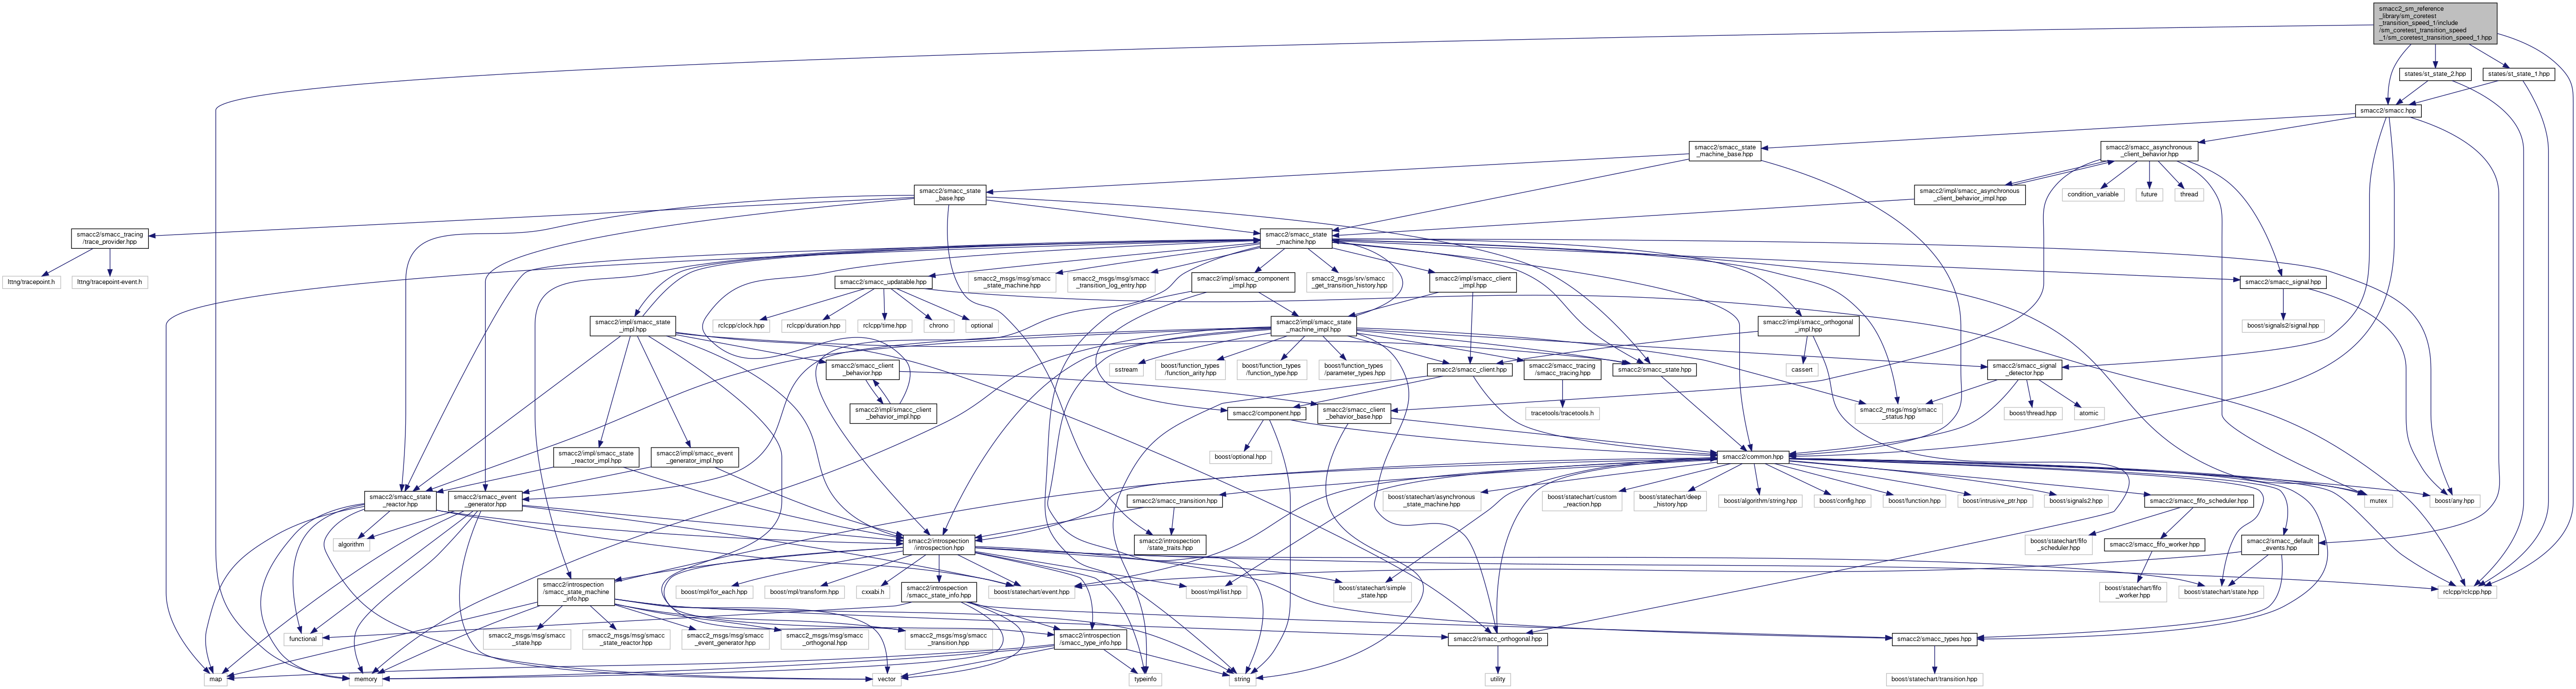 smacc2_sm_reference
_library/sm_coretest
_transition_speed_1/include
/sm_coretest_transition_speed
_1/sm_coretest_transition_speed_1.hpp
states/st_state_2.hpp
states/st_state_1.hpp
smacc2/smacc.hpp
smacc2/smacc_state
_machine_base.hpp
smacc2/smacc_asynchronous
_client_behavior.hpp
smacc2/smacc_state
_base.hpp
smacc2/impl/smacc_asynchronous
_client_behavior_impl.hpp
condition_variable
future
thread
smacc2/smacc_tracing
/trace_provider.hpp
smacc2/smacc_state
_machine.hpp
lttng/tracepoint.h
lttng/tracepoint-event.h
smacc2/smacc_updatable.hpp
smacc2_msgs/msg/smacc
_state_machine.hpp
smacc2_msgs/msg/smacc
_transition_log_entry.hpp
smacc2/impl/smacc_component
_impl.hpp
smacc2_msgs/srv/smacc
_get_transition_history.hpp
smacc2/impl/smacc_client
_impl.hpp
smacc2/smacc_signal.hpp
smacc2/impl/smacc_state
_impl.hpp
rclcpp/clock.hpp
rclcpp/duration.hpp
rclcpp/time.hpp
chrono
optional
smacc2/impl/smacc_state
_machine_impl.hpp
smacc2/impl/smacc_orthogonal
_impl.hpp
boost/signals2/signal.hpp
smacc2/smacc_client
_behavior.hpp
sstream
boost/function_types
/function_arity.hpp
boost/function_types
/function_type.hpp
boost/function_types
/parameter_types.hpp
smacc2/smacc_client.hpp
smacc2/smacc_tracing
/smacc_tracing.hpp
smacc2/smacc_state.hpp
cassert
smacc2/smacc_signal
_detector.hpp
smacc2/impl/smacc_client
_behavior_impl.hpp
smacc2/component.hpp
smacc2/smacc_client
_behavior_base.hpp
tracetools/tracetools.h
smacc2_msgs/msg/smacc
_status.hpp
boost/thread.hpp
atomic
smacc2/impl/smacc_state
_reactor_impl.hpp
smacc2/impl/smacc_event
_generator_impl.hpp
boost/optional.hpp
smacc2/common.hpp
smacc2/smacc_state
_reactor.hpp
smacc2/smacc_event
_generator.hpp
smacc2/smacc_transition.hpp
boost/statechart/asynchronous
_state_machine.hpp
boost/statechart/custom
_reaction.hpp
boost/statechart/deep
_history.hpp
boost/algorithm/string.hpp
boost/config.hpp
boost/function.hpp
boost/intrusive_ptr.hpp
boost/signals2.hpp
smacc2/smacc_fifo_scheduler.hpp
mutex
boost/any.hpp
algorithm
smacc2/introspection
/introspection.hpp
smacc2/introspection
/state_traits.hpp
boost/statechart/fifo
_scheduler.hpp
smacc2/smacc_fifo_worker.hpp
smacc2/smacc_default
_events.hpp
smacc2/introspection
/smacc_state_machine
_info.hpp
boost/mpl/for_each.hpp
boost/mpl/transform.hpp
cxxabi.h
smacc2/introspection
/smacc_state_info.hpp
boost/statechart/event.hpp
boost/mpl/list.hpp
boost/statechart/simple
_state.hpp
boost/statechart/fifo
_worker.hpp
boost/statechart/state.hpp
rclcpp/rclcpp.hpp
functional
smacc2_msgs/msg/smacc
_state.hpp
smacc2_msgs/msg/smacc
_state_reactor.hpp
smacc2_msgs/msg/smacc
_event_generator.hpp
smacc2_msgs/msg/smacc
_orthogonal.hpp
smacc2_msgs/msg/smacc
_transition.hpp
smacc2/introspection
/smacc_type_info.hpp
smacc2/smacc_orthogonal.hpp
smacc2/smacc_types.hpp
map
memory
vector
typeinfo
string
utility
boost/statechart/transition.hpp